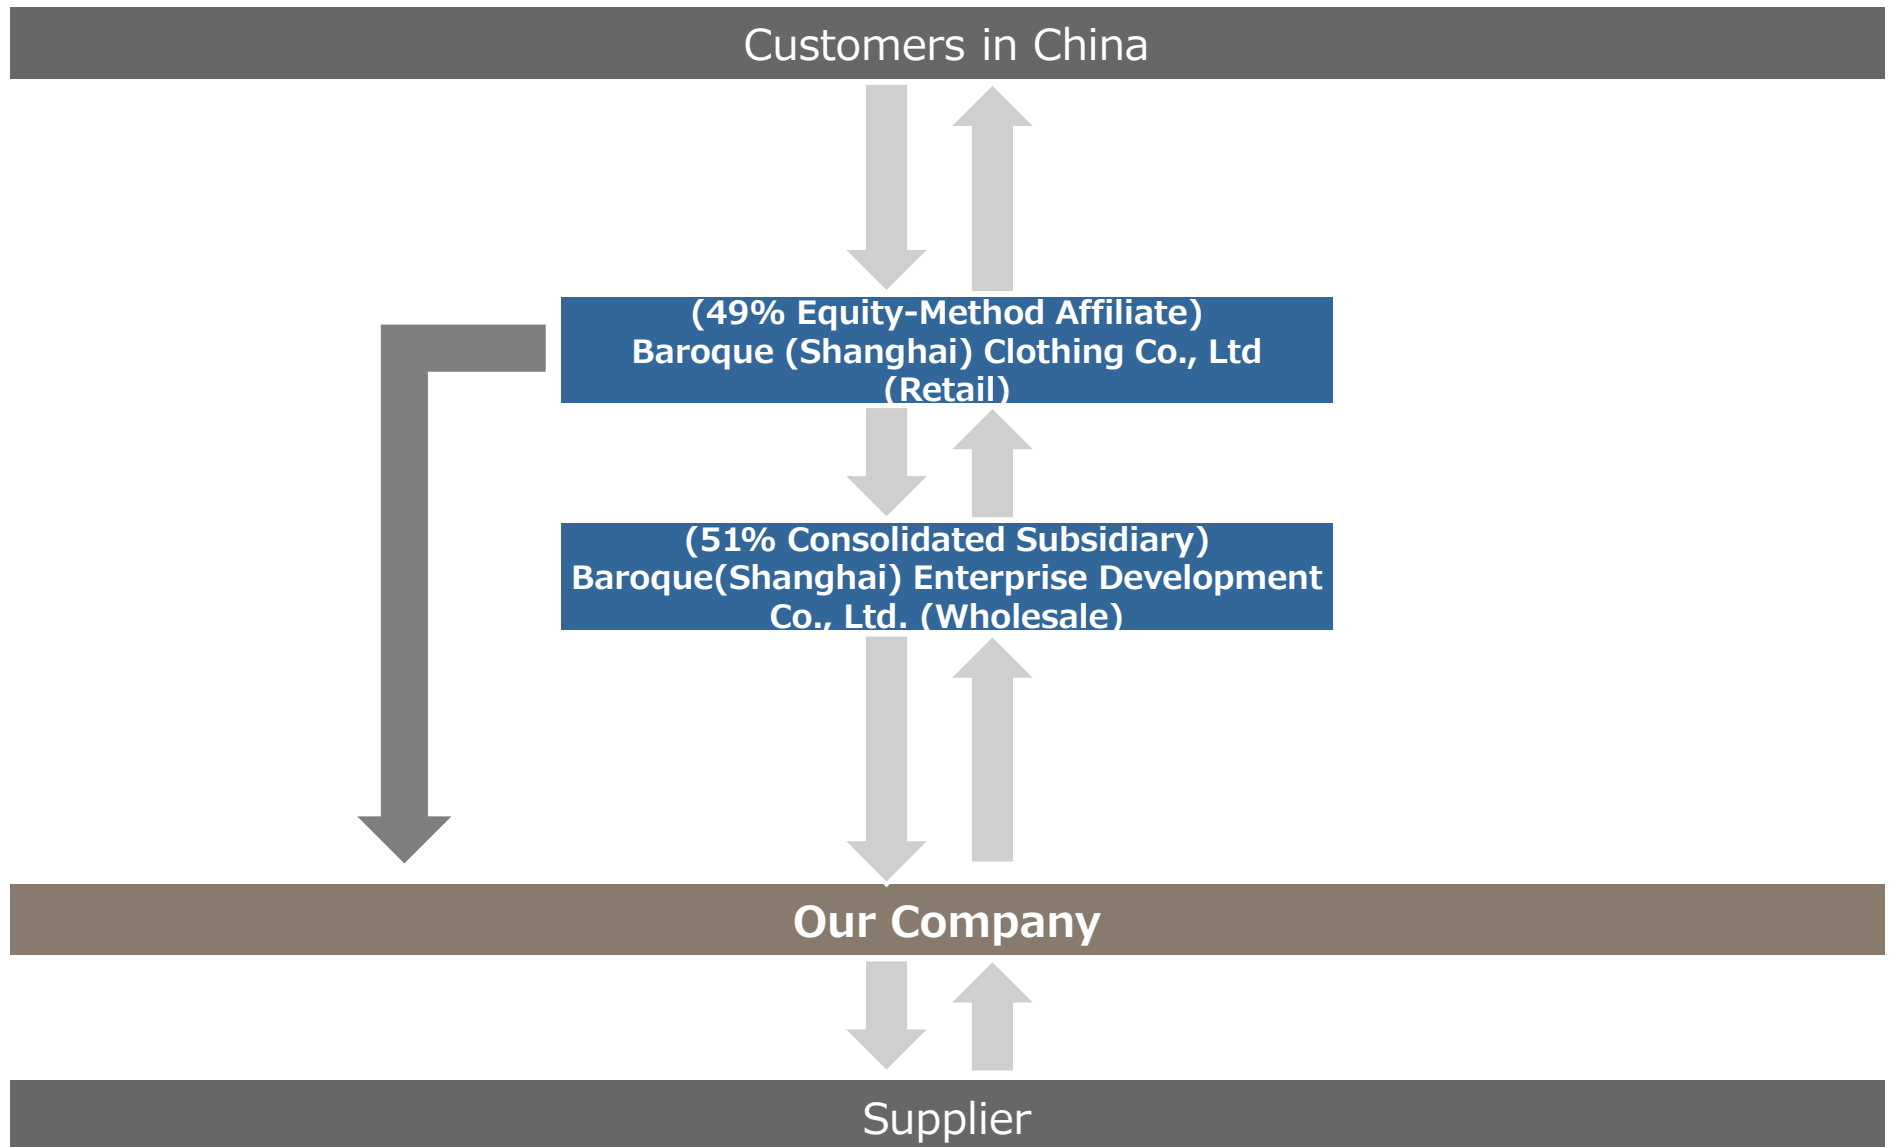 Customers in China
(49% Equity-Method Affiliate)
Baroque (Shanghai) Clothing Co., Ltd
(Retail)
(51% Consolidated Subsidiary)
Baroque(Shanghai) Enterprise Development
Co., Ltd. (Wholesale)
Our Company
Supplier